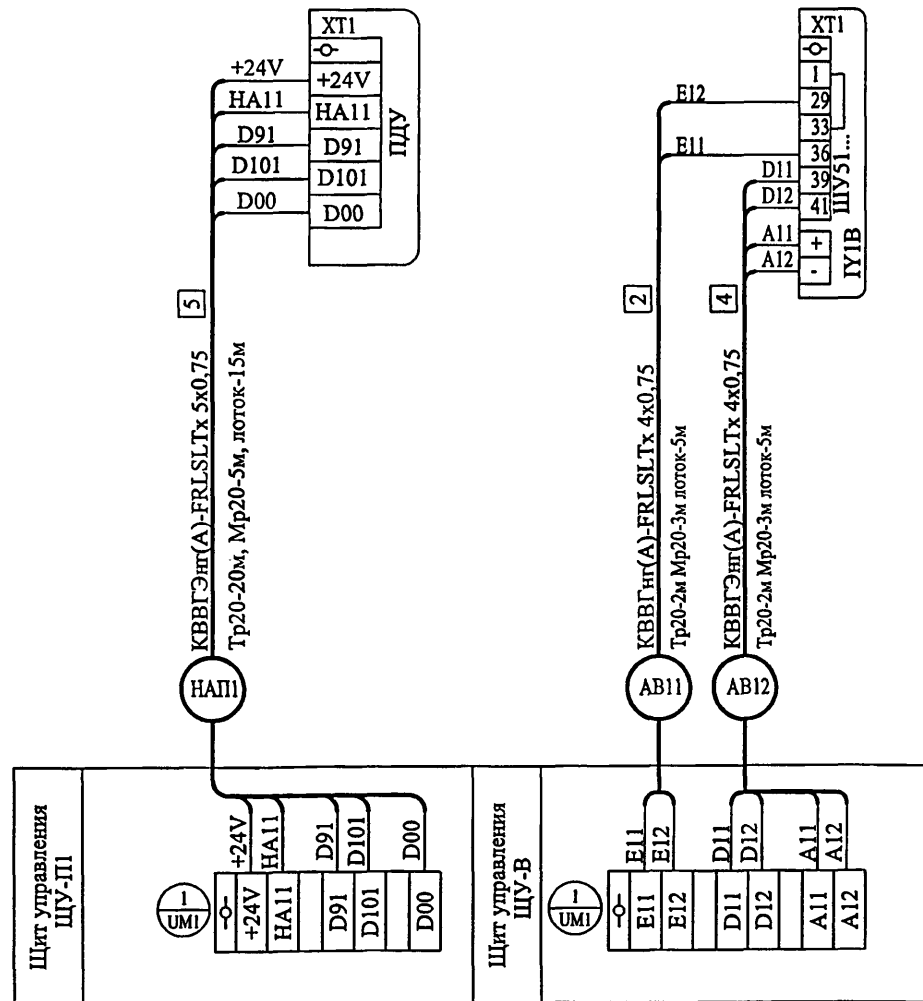 XT1
+24V
+24V
HA11
HA11
D91
D91
D101
D101
D00
D00
ПДУ
5
КВВГЭнг(А)-FRLSLTx 5x0,75
Тр20-20м, Мр20-5м, лоток-15м
НАП1
XT1
1
E12
29
33
E11
36
D11
39
D12
41
A11
+
A12
-
ШУ51...
IY1B
2
КВВГнг(А)-FRLSLTx 4x0,75
Тр20-2м Мр20-3м лоток-5м
АВ11
4
КВВГЭнг(А)-FRLSLTx 4x0,75
Тр20-2м Мр20-3м лоток-5м
АВ12
Щит управления
ЩУ-П1
1
UM1
+24V
HA11
D91
D101
D00
+24V
HA11
D91
D101
D00
Щит управления
ЩУ-В
1
UM1
E11
E12
D11
D12
A11
A12
E11
E12
D11
D12
A11
A12